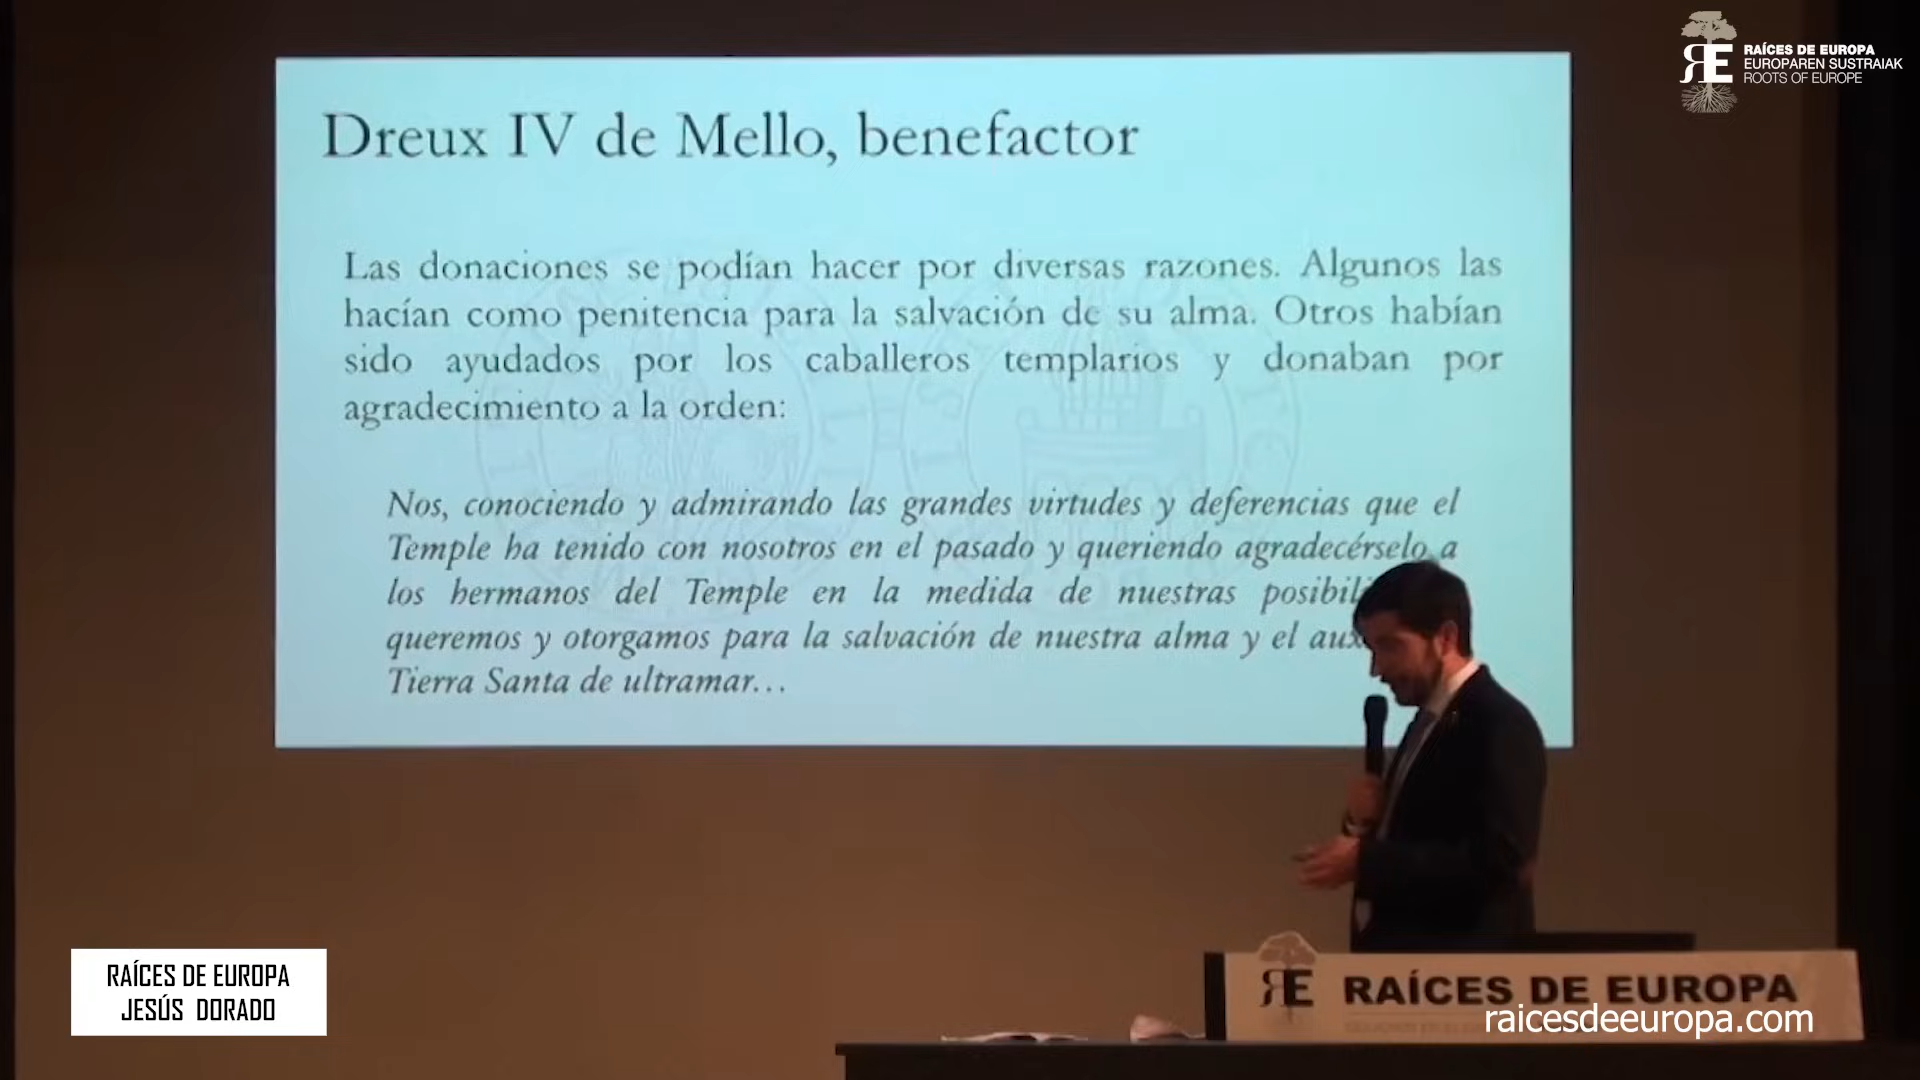 RAÍCES DE EUROPA
EUROPAREN SUSTRAIAK
ROOTS OF EUROPE
Dreux IV de Mello, benefactor
Las donaciones se podían hacer por diversas razones. Algunos las
hacían como penitencia para la salvación de su alma. Otros habían
sido ayudados por los caballeros templarios y donaban por
agradecimiento a la orden:
Nos, conociendo y admirando las grandes virtudes y deferencias que el
Temple ha tenido con nosotros en el pasado y queriendo agradecérselo a
los hermanos del Temple en la medida de nuestras
queremos y otorgamos para la salvación de nuestra alma y el
Tierra Santa de ultramar...
RAÍCES DE EUROPA
JESÚS DORADO
RE RAÍCES DE EUROPA
raicesdeeuropa.com